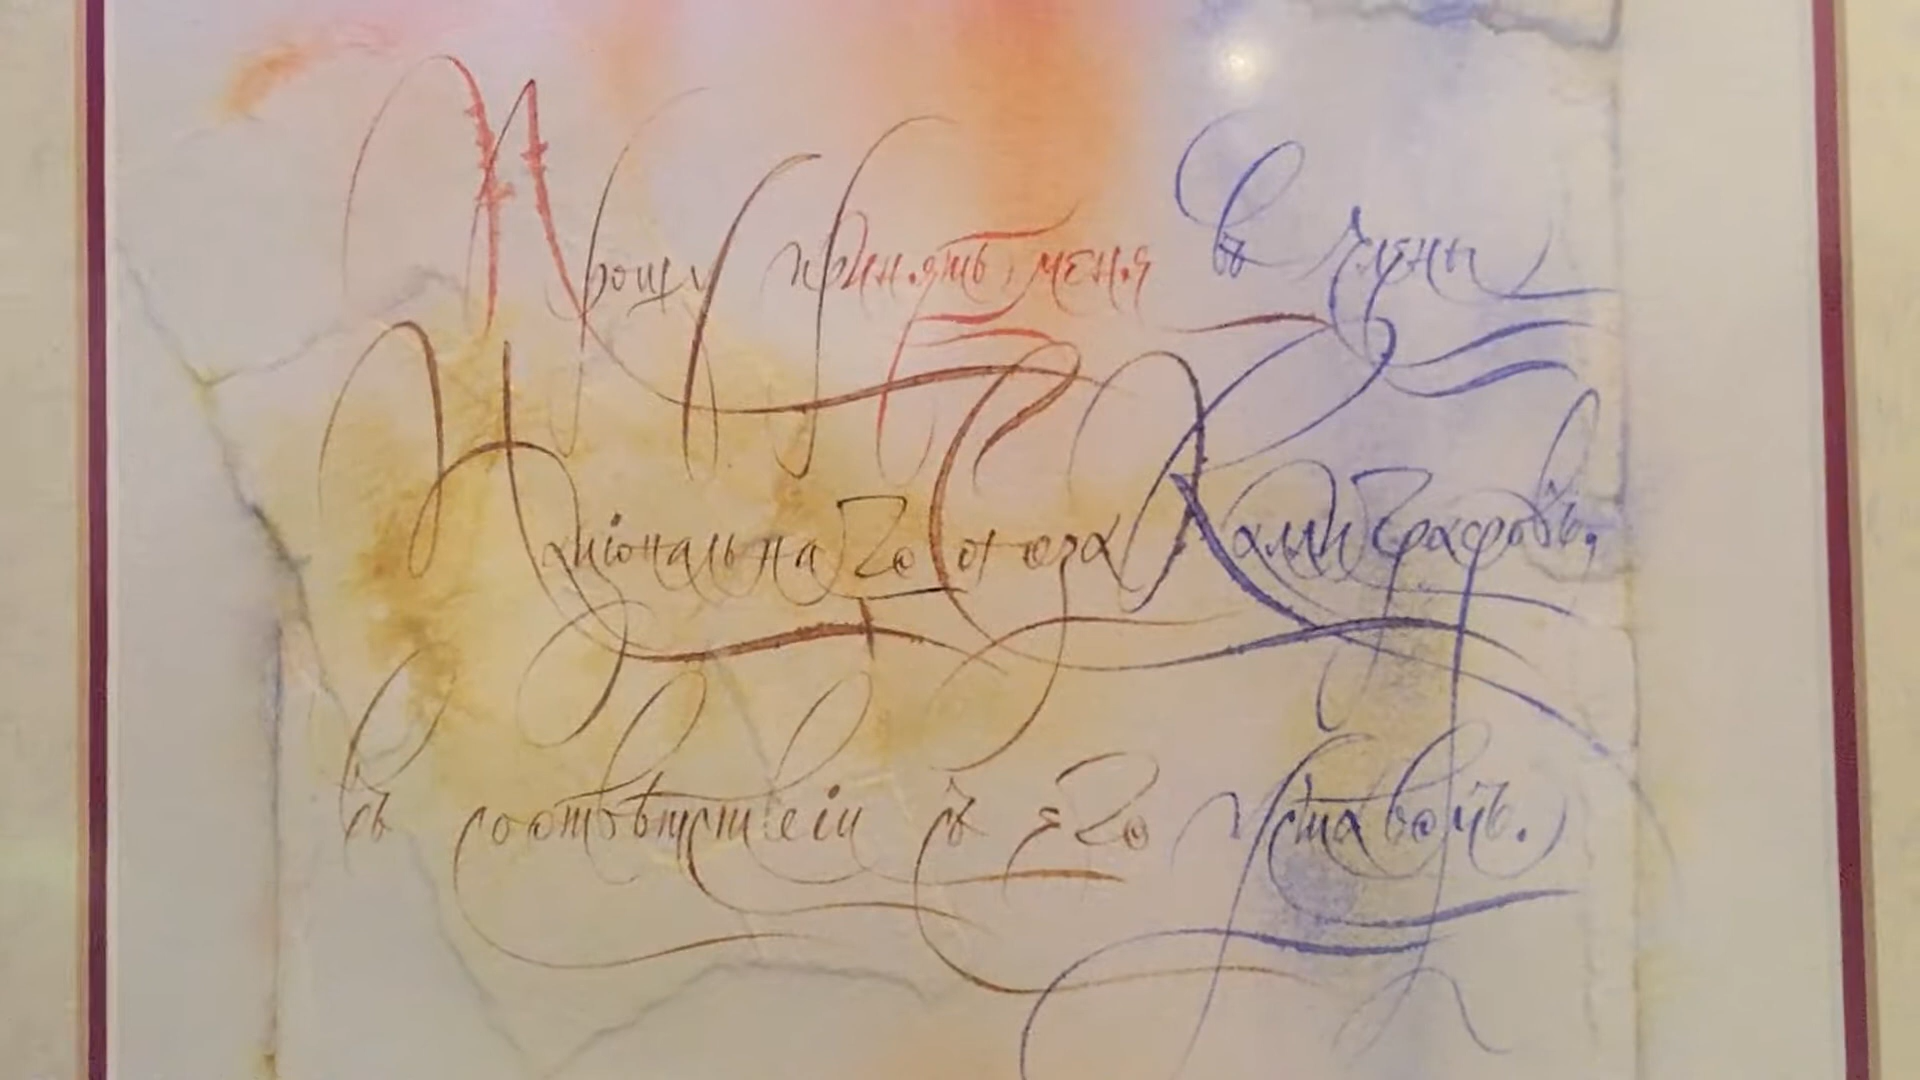 Прошу принять меня въ члены
Національнаго Союза Каллиграфовъ,
въ соотвѣтствіи съ его уставомъ.